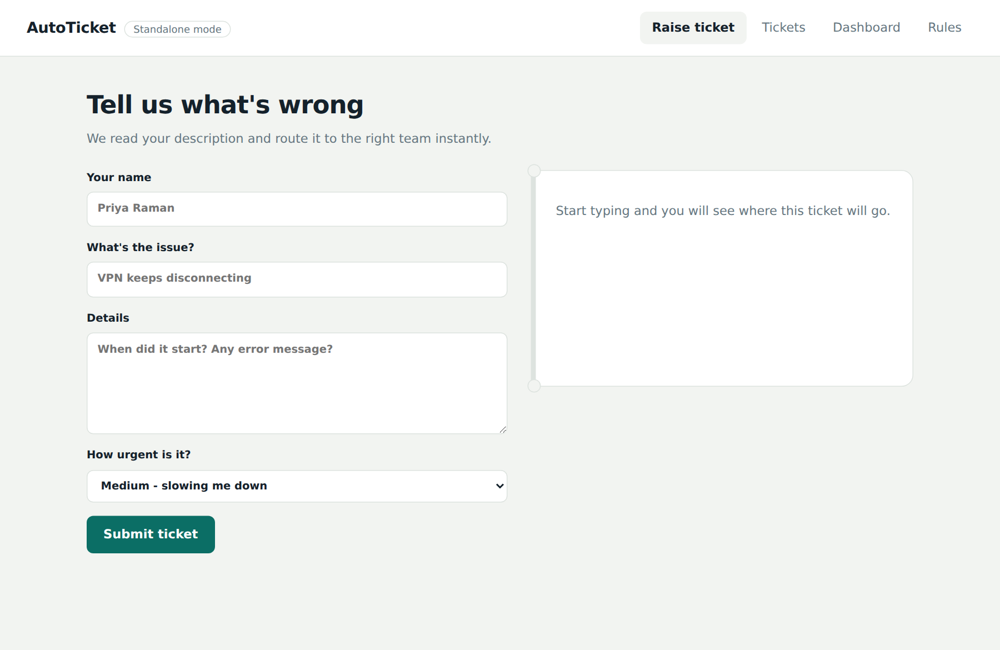 AutoTicket
Standalone mode
Raise ticket
Tickets
Dashboard
Rules
Tell us what's wrong
We read your description and route it to the right team instantly.
Your name
Priya Raman
What's the issue?
VPN keeps disconnecting
Details
When did it start? Any error message?
How urgent is it?
Medium - slowing me down
Submit ticket
Start typing and you will see where this ticket will go.